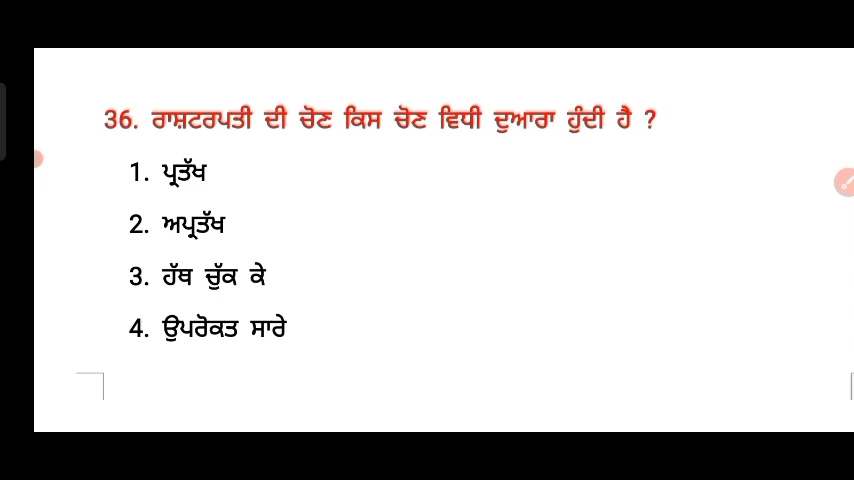 36. ਰਾਸ਼ਟਰਪਤੀ ਦੀ ਚੋਣ ਕਿਸ ਚੋਣ ਵਿਧੀ ਦੁਆਰਾ ਹੁੰਦੀ ਹੈ ?
1. ਪ੍ਰਤੱਖ
2. ਅਪ੍ਰਤੱਖ
3. ਹੱਥ ਚੁੱਕ ਕੇ
4. ਉਪਰੋਕਤ ਸਾਰੇ